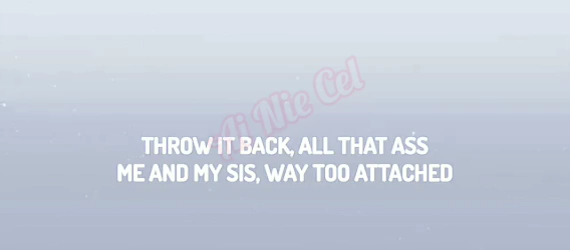 Ai Nie Cel
THROW IT BACK, ALL THAT ASS
ME AND MY SIS, WAY TOO ATTACHED